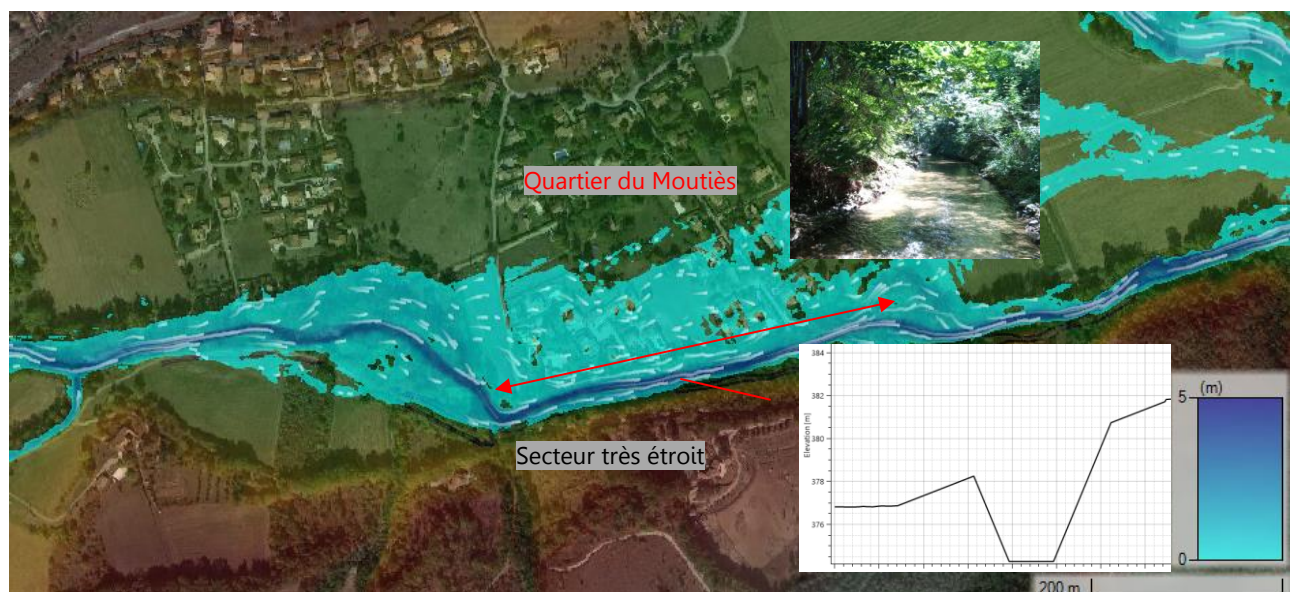 Quartier du Moutiès
Secteur très étroit
Elevation [m]
384
382
380
378
376
(m)
5
0
200 m